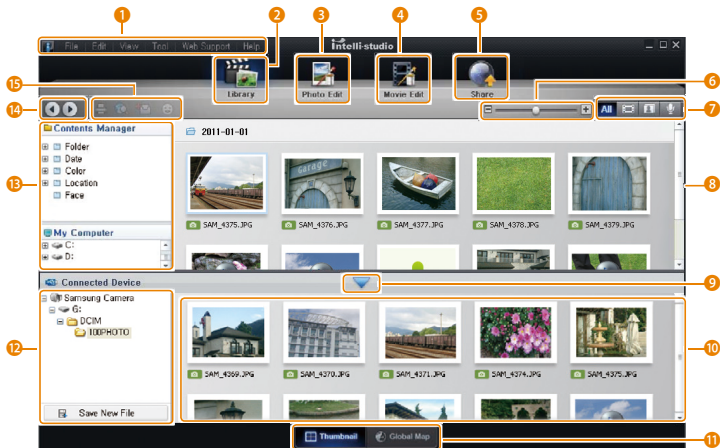 1 2 3 4 5
File Edit View Tool Web Support Help
intelli-studio
Library Photo Edit Movie Edit Share
15 6
14 All 7
Contents Manager
Folder
Date
Color
Location
Face
13
My Computer
C:
D:
2011-01-01
Garage
SAM_4375.JPG SAM_4376.JPG SAM_4377.JPG SAM_4378.JPG SAM_4379.JPG
8
Connected Device
9
Samsung Camera
G:
DCIM
100PHOTO
12
Save New File
SAM_4369.JPG SAM_4370.JPG SAM_4371.JPG SAM_4374.JPG SAM_4375.JPG
10
Thumbnail Global Map
11